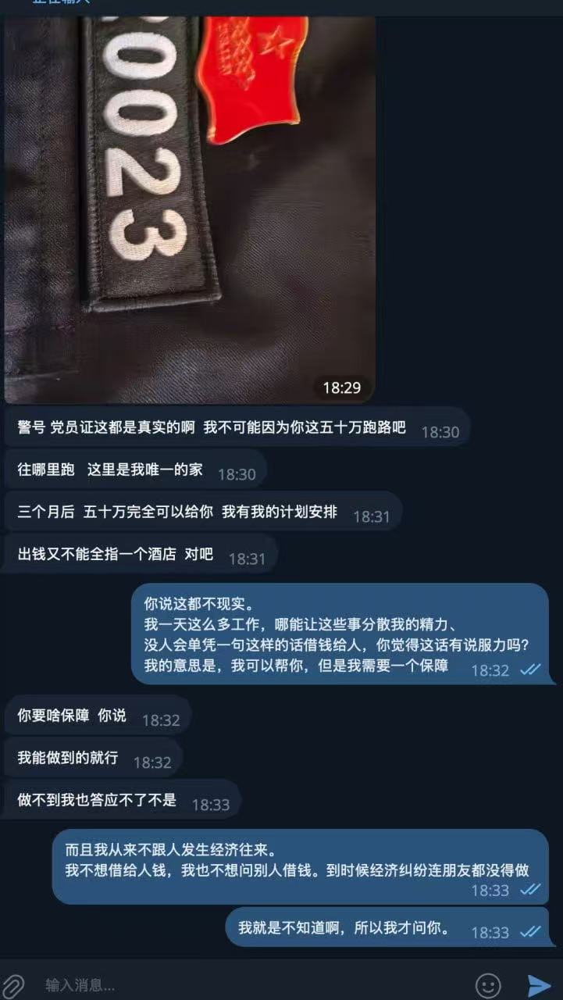 0023
18:29
警号 党员证这都是真实的啊 我不可能因为你这五十万跑路吧 18:30
往哪里跑 这里是我唯一的家 18:30
三个月后 五十万完全可以给你 我有我的计划安排 18:31
出钱又不能全指一个酒店 对吧 18:31
你说这都不现实。
我一天这么多工作，哪能让这些事分散我的精力、
没人会单凭一句这样的话借钱给人，你觉得这话有说服力吗？
我的意思是，我可以帮你，但是我需要一个保障 18:32
你要啥保障 你说 18:32
我能做到的就行 18:32
做不到我也答应不了不是 18:33
而且我从来不跟人发生经济往来。
我不想借给人钱，我也不想问别人借钱。到时候经济纠纷连朋友都没得做
18:33
我就是不知道啊，所以我才问你。 18:33
输入消息...